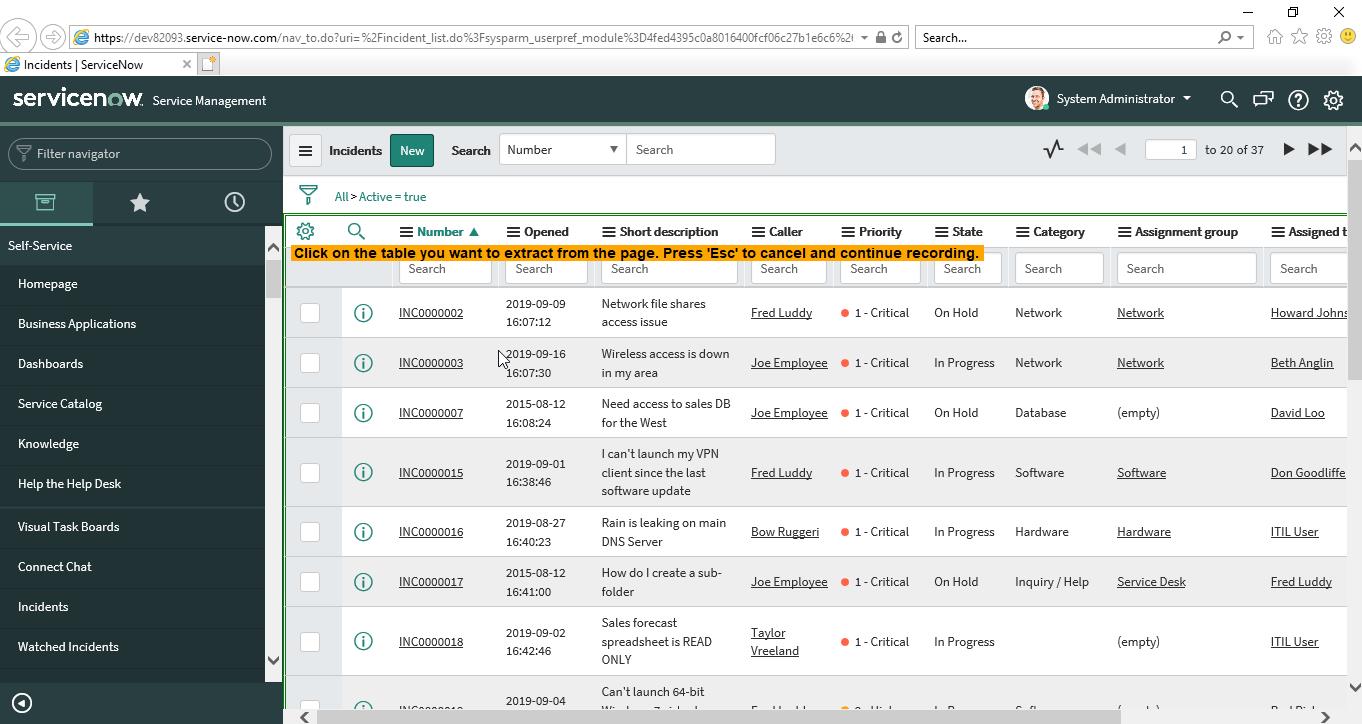 https://dev82093.service-now.com/nav_to.do?uri=%2Fincident_list.do%3Fsysparm_userpref_module%3D4fed4395c0a8016400fcf06c27b1e6c6%2
Search...
Incidents | ServiceNow
servicenow Service Management
System Administrator
Filter navigator
Self-Service
Homepage
Business Applications
Dashboards
Service Catalog
Knowledge
Help the Help Desk
Visual Task Boards
Connect Chat
Incidents
Watched Incidents
Incidents New Search Number Search 1 to 20 of 37
All > Active = true
Number Opened Short description Caller Priority State Category Assignment group Assigned t
Click on the table you want to extract from the page. Press 'Esc' to cancel and continue recording.
Search Search Search Search Search Search Search Search Search
INC0000002 2019-09-09 16:07:12 Network file shares access issue Fred Luddy 1 - Critical On Hold Network Network Howard Johns
INC0000003 2019-09-16 16:07:30 Wireless access is down in my area Joe Employee 1 - Critical In Progress Network Network Beth Anglin
INC0000007 2015-08-12 16:08:24 Need access to sales DB for the West Joe Employee 1 - Critical On Hold Database (empty) David Loo
INC0000015 2019-09-01 16:38:46 I can't launch my VPN client since the last software update Fred Luddy 1 - Critical In Progress Software Software Don Goodliffe
INC0000016 2019-08-27 16:40:23 Rain is leaking on main DNS Server Bow Ruggeri 1 - Critical In Progress Hardware Hardware ITIL User
INC0000017 2015-08-12 16:41:00 How do I create a sub-folder Joe Employee 1 - Critical On Hold Inquiry / Help Service Desk Fred Luddy
INC0000018 2019-09-02 16:42:46 Sales forecast spreadsheet is READ ONLY Taylor Vreeland 1 - Critical In Progress (empty) ITIL User
2019-09-04 Can't launch 64-bit